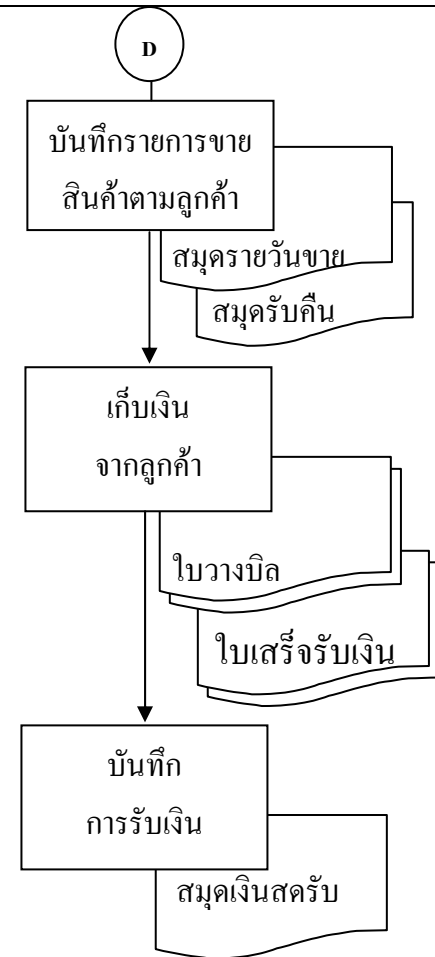 D
บันทึกรายการขาย
สินค้าตามลูกค้า
สมุดรายวันขาย
สมุดรับคืน
เก็บเงิน
จากลูกค้า
ใบวางบิล
ใบเสร็จรับเงิน
บันทึก
การรับเงิน
สมุดเงินสดรับ